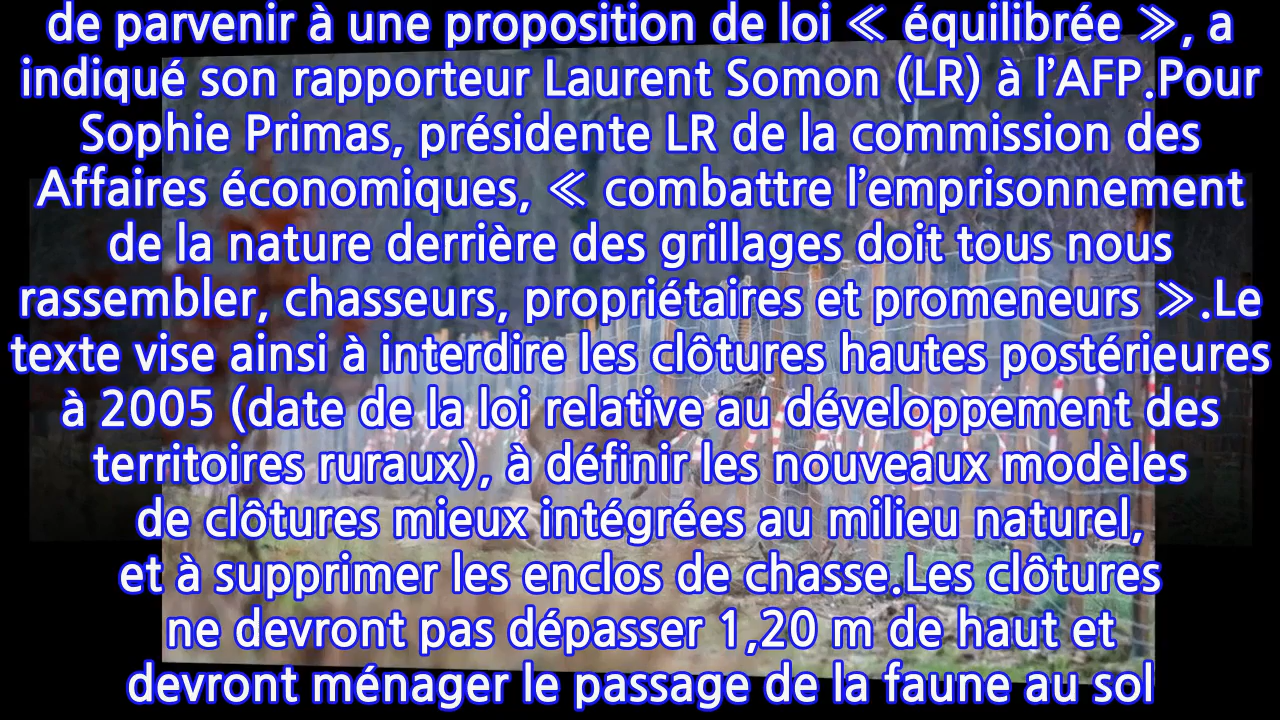 de parvenir à une proposition de loi ≪ équilibrée ≫, a
indiqué son rapporteur Laurent Somon (LR) à l’AFP.Pour
Sophie Primas, présidente LR de la commission des
Affaires économiques, ≪ combattre l’emprisonnement
de la nature derrière des grillages doit tous nous
rassembler, chasseurs, propriétaires et promeneurs ≫.Le
texte vise ainsi à interdire les clôtures hautes postérieures
à 2005 (date de la loi relative au développement des
territoires ruraux), à définir les nouveaux modèles
de clôtures mieux intégrées au milieu naturel,
et à supprimer les enclos de chasse.Les clôtures
ne devront pas dépasser 1,20 m de haut et
devront ménager le passage de la faune au sol